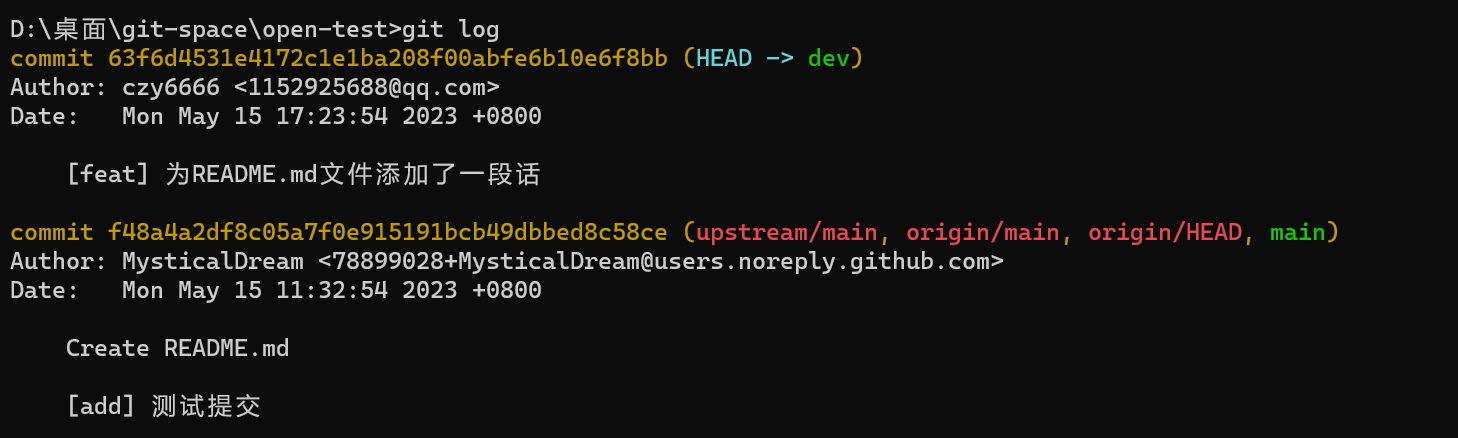 D:\桌面\git-space\open-test>git log
commit 63f6d4531e4172c1e1ba208f00abfe6b10e6f8bb (HEAD -> dev)
Author: czy6666 <1152925688@qq.com>
Date:   Mon May 15 17:23:54 2023 +0800
[feat] 为README.md文件添加了一段话
commit f48a4a2df8c05a7f0e915191bcb49dbbed8c58ce (upstream/main, origin/main, origin/HEAD, main)
Author: MysticalDream <78899028+MysticalDream@users.noreply.github.com>
Date:   Mon May 15 11:32:54 2023 +0800
Create README.md
[add] 测试提交